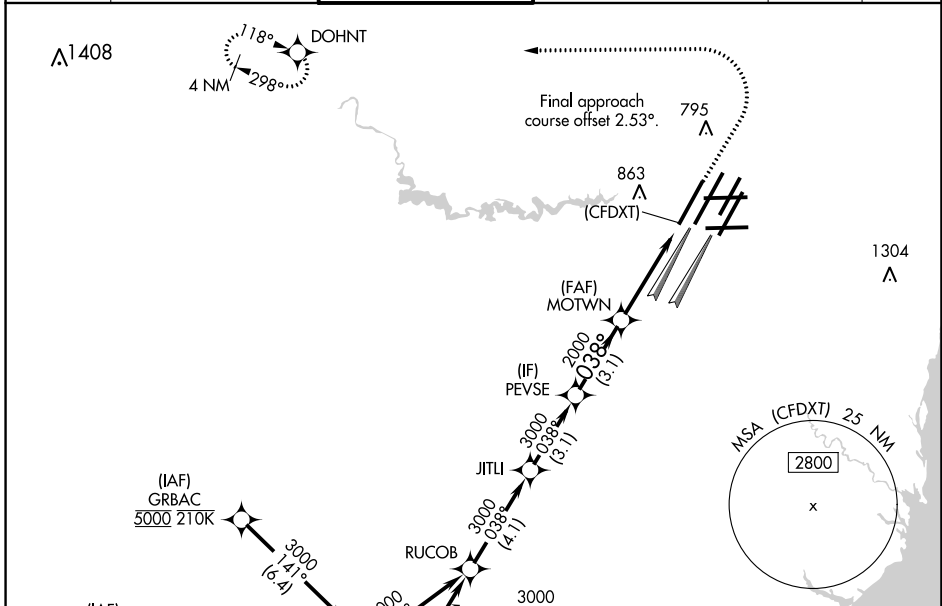 1408
118°
DOHNT
4 NM
298°
Final approach
course offset 2.53°.
795
863
(CFDXT)
1304
(FAF)
MOTWN
2000
038°
(3.1)
(IF)
PEVSE
3000
038°
(3.1)
JITLI
MSA (CFDXT) 25 NM
2800
x
(IAF)
GRBAC
5000 210K
3000
038°
(4.1)
3000
141°
(6.4)
RUCOB
3000